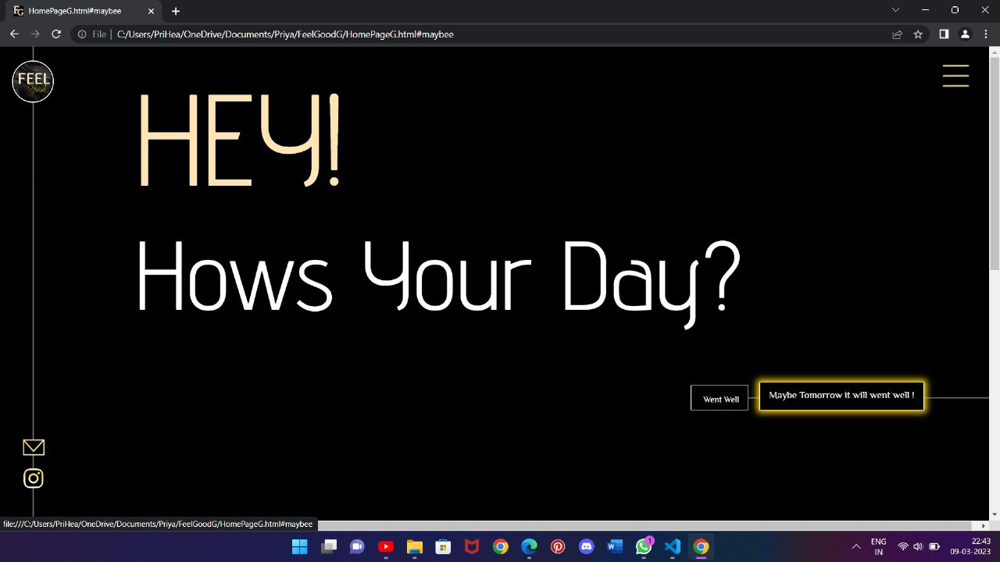 HomePageG.html#maybee
File
C:/Users/PriHea/OneDrive/Documents/Priya/FeelGoodG/HomePageG.html#maybee
FEEL
Good
HEY!
Hows Your Day?
Went Well
Maybe Tomorrow it will went well !
file:///C:/Users/PriHea/OneDrive/Documents/Priya/FeelGoodG/HomePageG.html#maybee
1
ENG
IN
22:43
09-03-2023